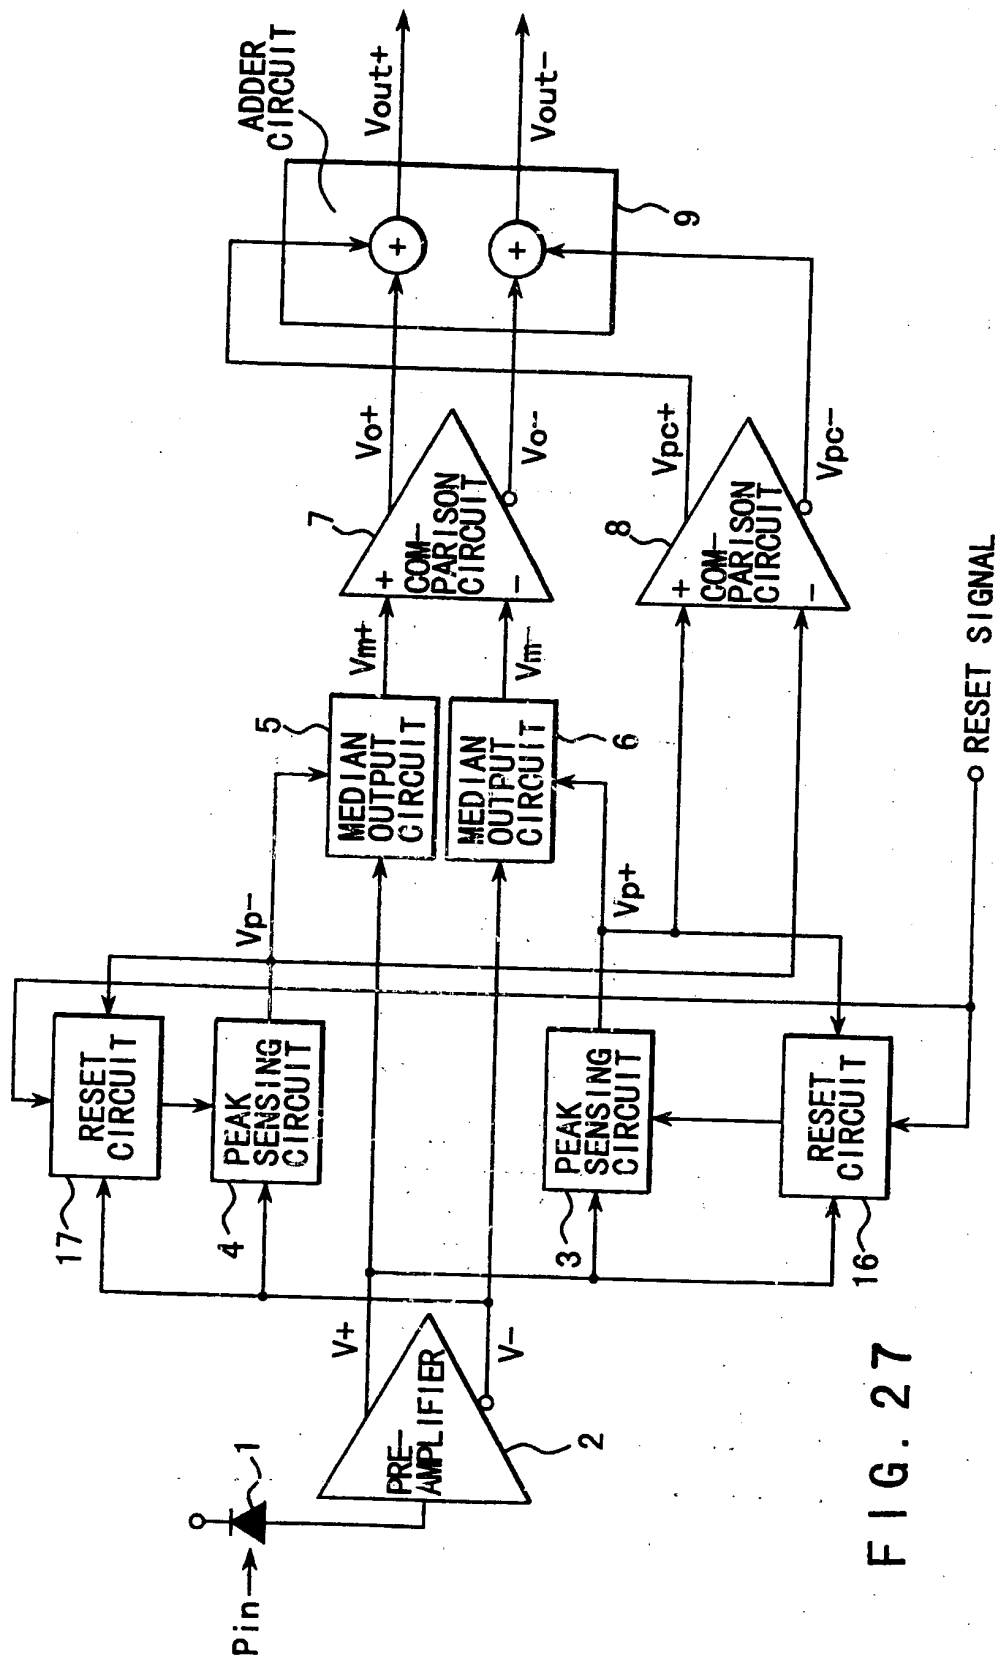 Pin
1
PRE-
AMPLIFIER
2
V+
V-
17
RESET
CIRCUIT
4
PEAK
SENSING
CIRCUIT
3
PEAK
SENSING
CIRCUIT
16
RESET
CIRCUIT
Vp-
Vp+
5
MEDIAN
OUTPUT
CIRCUIT
6
MEDIAN
OUTPUT
CIRCUIT
Vm+
Vm-
RESET SIGNAL
7
+
COM-
PARISON
CIRCUIT
-
8
+
COM-
PARISON
CIRCUIT
-
Vo+
Vo-
Vpc+
Vpc-
ADDER
CIRCUIT
+
+
9
Vout+
Vout-
FIG. 27